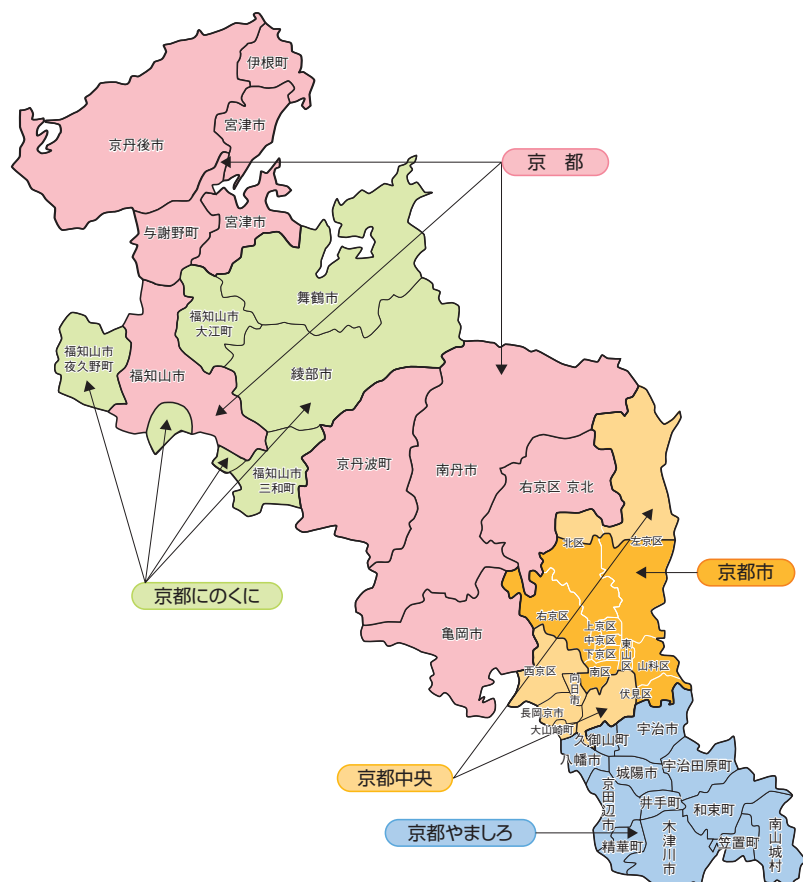 伊根町
宮津市
京丹後市
京　都
与謝野町
宮津市
舞鶴市
福知山市
大江町
福知山市
夜久野町
福知山市
綾部市
京丹波町
南丹市
福知山市
三和町
右京区 京北
北区
左京区
京都市
京都にのくに
右京区
上京区
中京区
下京区
東山区
亀岡市
西京区
南区
山科区
向日市
伏見区
長岡京市
大山崎町
久御山町
宇治市
八幡市
京都中央
城陽市
宇治田原町
京田辺市
井手町
和束町
京都やましろ
精華町
木津川市
笠置町
南山城村